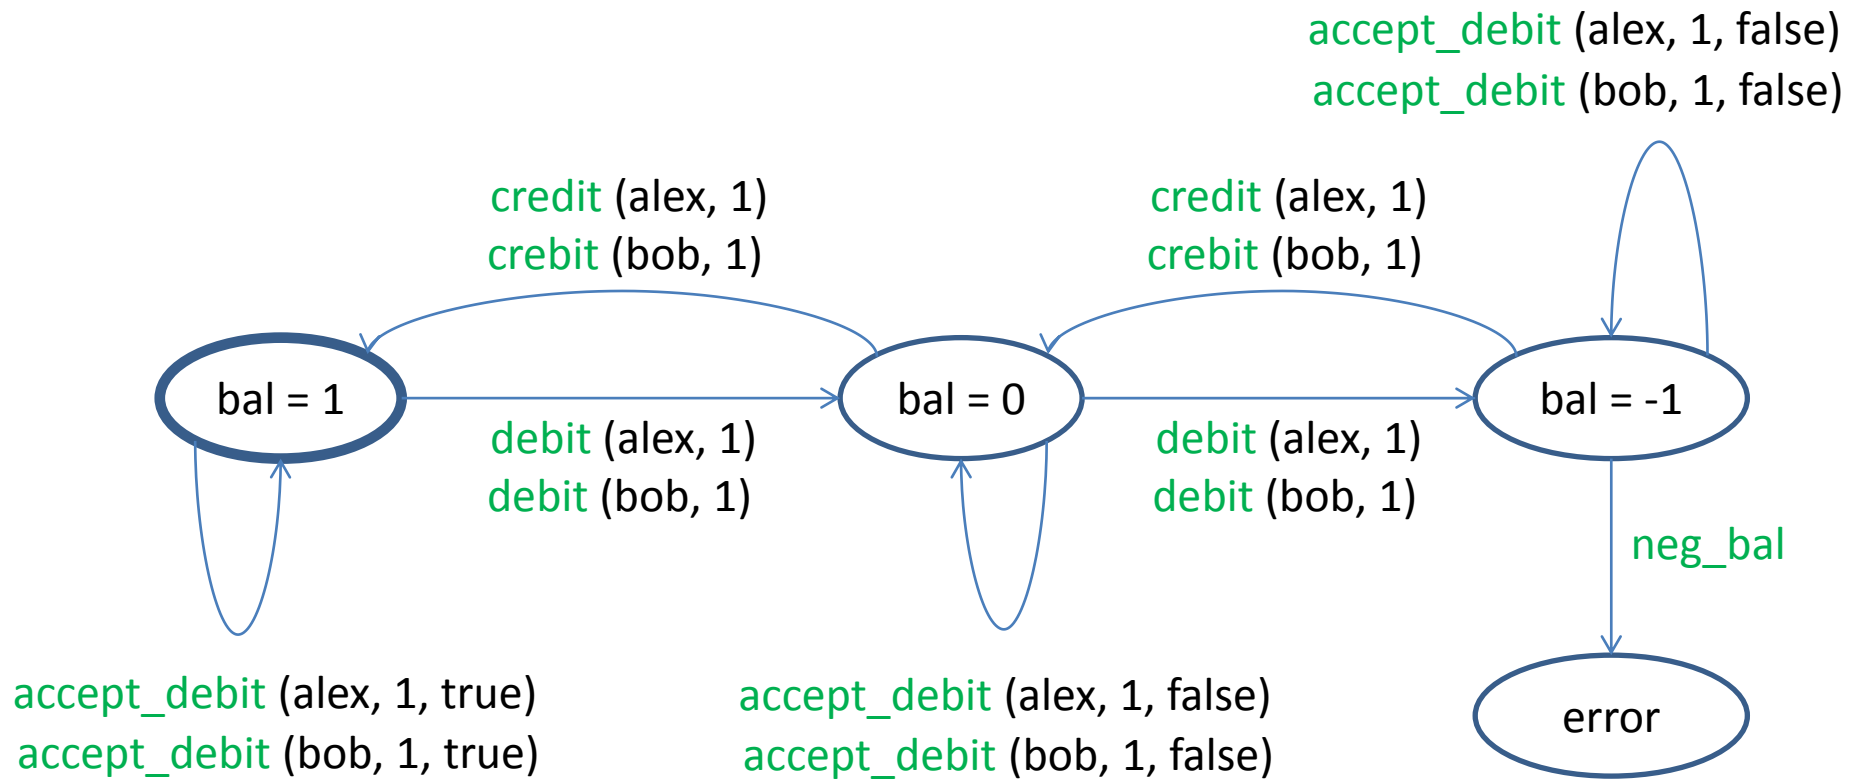 accept_debit (alex, 1, false)
accept_debit (bob, 1, false)
credit (alex, 1)
crebit (bob, 1)
credit (alex, 1)
crebit (bob, 1)
bal = 1
bal = 0
bal = -1
debit (alex, 1)
debit (bob, 1)
debit (alex, 1)
debit (bob, 1)
neg_bal
accept_debit (alex, 1, true)
accept_debit (bob, 1, true)
accept_debit (alex, 1, false)
accept_debit (bob, 1, false)
error